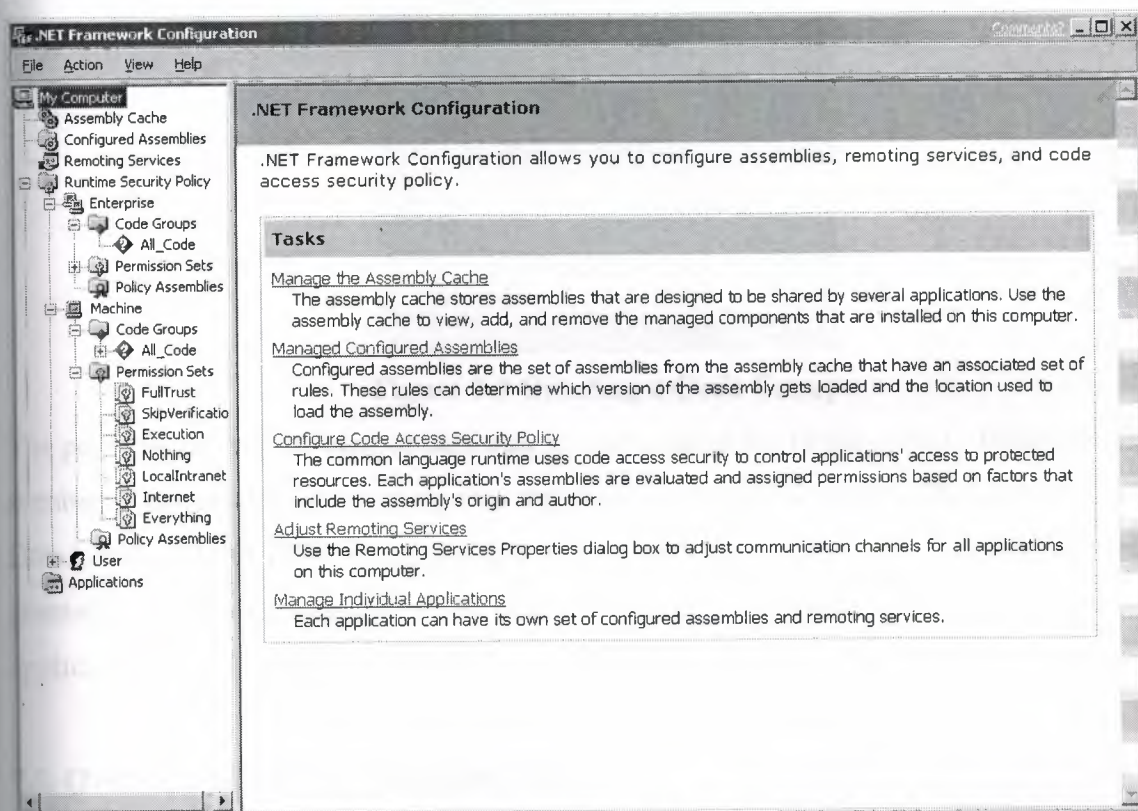 .NET Framework Configuration
Comments?
File Action View Help
My Computer
Assembly Cache
Configured Assemblies
Remoting Services
Runtime Security Policy
Enterprise
Code Groups
All_Code
Permission Sets
Policy Assemblies
Machine
Code Groups
All_Code
Permission Sets
FullTrust
SkipVerificatio
Execution
Nothing
LocalIntranet
Internet
Everything
Policy Assemblies
User
Applications
.NET Framework Configuration
.NET Framework Configuration allows you to configure assemblies, remoting services, and code
access security policy.
Tasks
Manage the Assembly Cache
The assembly cache stores assemblies that are designed to be shared by several applications. Use the
assembly cache to view, add, and remove the managed components that are installed on this computer.
Managed Configured Assemblies
Configured assemblies are the set of assemblies from the assembly cache that have an associated set of
rules. These rules can determine which version of the assembly gets loaded and the location used to
load the assembly.
Configure Code Access Security Policy
The common language runtime uses code access security to control applications' access to protected
resources. Each application's assemblies are evaluated and assigned permissions based on factors that
include the assembly's origin and author.
Adjust Remoting Services
Use the Remoting Services Properties dialog box to adjust communication channels for all applications
on this computer.
Manage Individual Applications
Each application can have its own set of configured assemblies and remoting services.